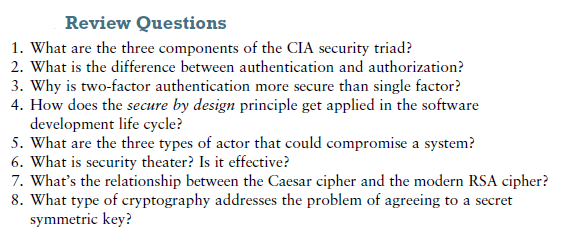 Review Questions
1. What are the three components of the CIA security triad?
2. What is the difference between authentication and authorization?
3. Why is two-factor authentication more secure than single factor?
4. How does the secure by design principle get applied in the software
development life cycle?
5. What are the three types of actor that could compromise a system?
6. What is security theater? Is it effective?
7. What's the relationship between the Caesar cipher and the modern RSA cipher?
8. What type of cryptography addresses the problem of agreeing to a secret
symmetric key?